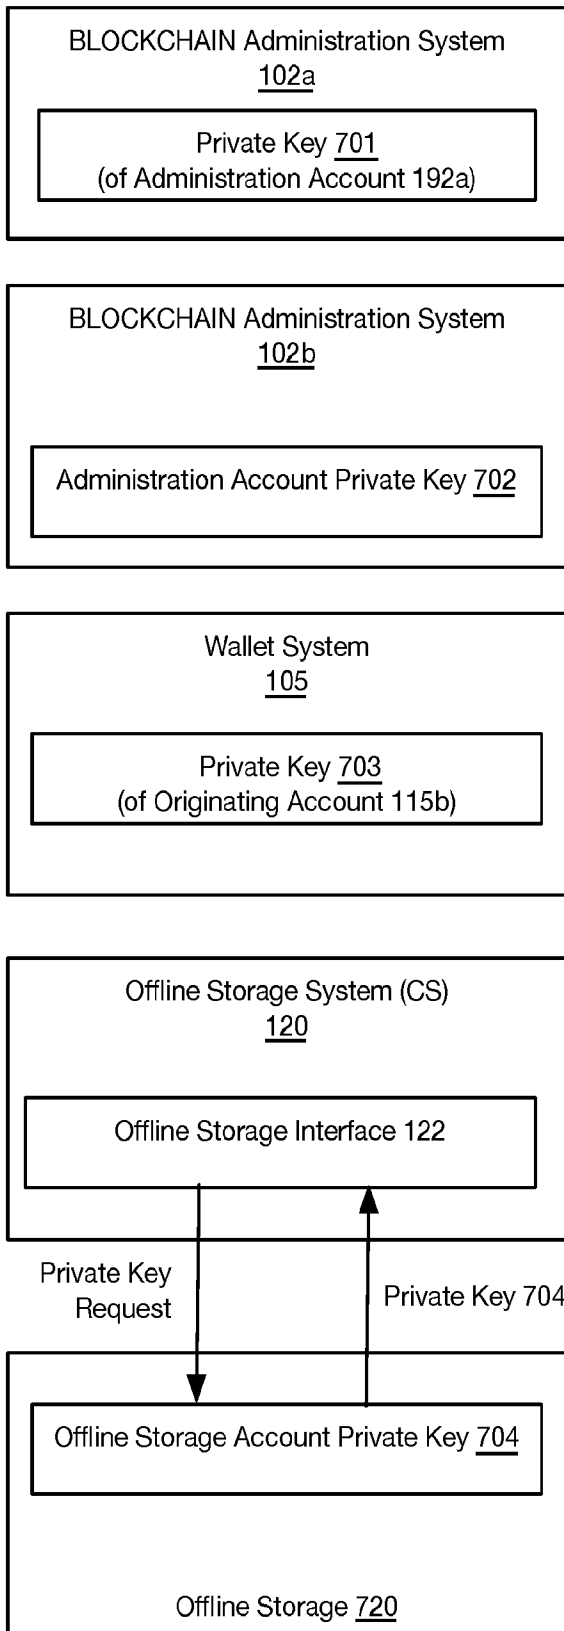 BLOCKCHAIN Administration System
102a
Private Key 701
(of Administration Account 192a)
BLOCKCHAIN Administration System
102b
Administration Account Private Key 702
Wallet System
105
Private Key 703
(of Originating Account 115b)
Offline Storage System (CS)
120
Offline Storage Interface 122
Private Key
Request
Private Key 704
Offline Storage Account Private Key 704
Offline Storage 720